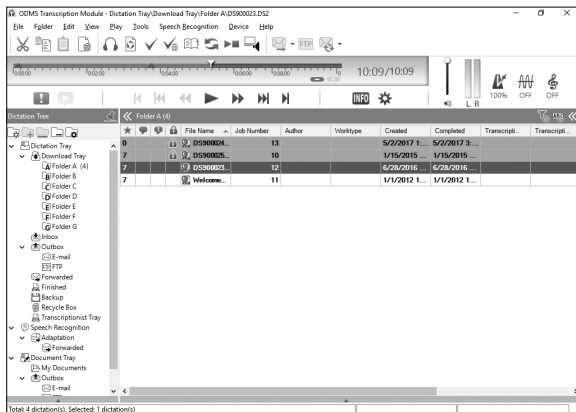 ODMS Transcription Module - Dictation Tray\Download Tray\Folder A\DS900023.DS2
File Folder Edit View Play Tools Speech Recognition Device Help
FTP
0:00:00 0:02:00 0:04:00 0:06:00 0:08:00 10:09/10:09
INFO L R 100% OFF OFF
Dictation Tree Folder A (4)
File Name Job Number Author Worktype Created Completed Transcripti... Transcripti...
0 DS900024... 13 5/2/2017 1:... 5/2/2017 3:...
7 DS900025... 10 1/15/2015 ... 1/15/2015 ...
7 DS900023... 12 6/28/2016 ... 6/28/2016 ...
7 Welcome... 11 1/1/2012 1... 1/1/2012 1...
Dictation Tray
Download Tray
A Folder A (4)
B Folder B
C Folder C
D Folder D
E Folder E
F Folder F
G Folder G
Inbox
Outbox
E-mail
FTP FTP
Forwarded
Finished
Backup
Recycle Box
Transcriptionist Tray
Speech Recognition
Adaptation
Forwarded
Document Tray
My Documents
Outbox
E-mail
Total: 4 dictation(s), Selected: 1 dictation(s)